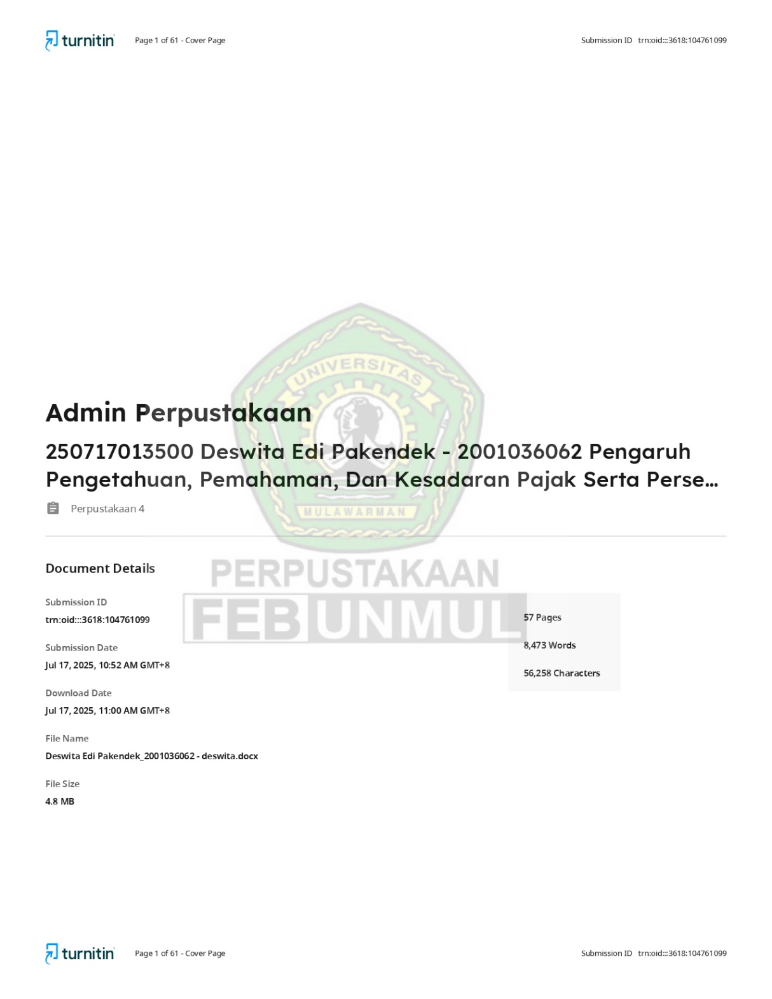 turnitin Page 1 of 61 - Cover Page Submission ID trn:oid:::3618:104761099
UNIVERSITAS
Admin Perpustakaan
250717013500 Deswita Edi Pakendek - 2001036062 Pengaruh
Pengetahuan, Pemahaman, Dan Kesadaran Pajak Serta Perse...
Perpustakaan 4
MULAWARMAN
PERPUSTAKAAN
FEB UNMUL
Document Details
Submission ID
trn:oid:::3618:104761099
Submission Date
Jul 17, 2025, 10:52 AM GMT+8
Download Date
Jul 17, 2025, 11:00 AM GMT+8
File Name
Deswita Edi Pakendek_2001036062 - deswita.docx
File Size
4.8 MB
57 Pages
8,473 Words
56,258 Characters
turnitin Page 1 of 61 - Cover Page Submission ID trn:oid:::3618:104761099